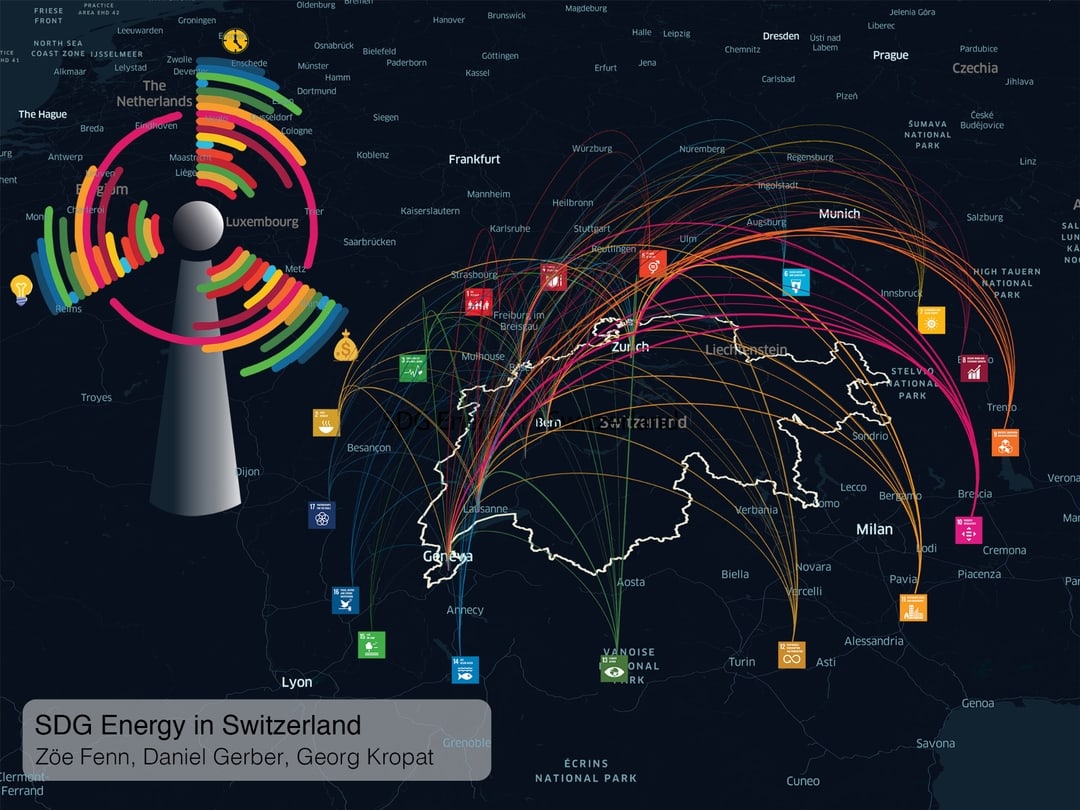 FRIESE
FRONT
PRACTICE
AREA EHD 42
Groningen
Leeuwarden
NORTH SEA
COAST ZONE
IJSSELMEER
Alkmaar
Lelystad
Zwolle
Deventer
Enschede
The
Netherlands
The Hague
Breda
Eindhoven
Antwerp
Maastricht
Liège
Belgium
Charleroi
Luxembourg
Trier
Metz
Reims
Troyes
Dijon
Besançon
Oldenburg
Bremen
Osnabrück
Münster
Hamm
Dortmund
Düsseldorf
Cologne
Siegen
Koblenz
Hanover
Brunswick
Magdeburg
Bielefeld
Paderborn
Göttingen
Kassel
Halle
Leipzig
Erfurt
Jena
Dresden
Chemnitz
Ústí nad
Labem
Jelenia Góra
Liberec
Prague
Pardubice
Czechia
Jihlava
Carlsbad
Plzeň
České
Budějovice
ŠUMAVA
NATIONAL
PARK
Linz
Frankfurt
Würzburg
Nuremberg
Regensburg
Mannheim
Heilbronn
Ingolstadt
Kaiserslautern
Karlsruhe
Stuttgart
Augsburg
Munich
Salzburg
Saarbrücken
Reutlingen
Ulm
Strasbourg
Freiburg im
Breisgau
Innsbruck
HIGH TAUERN
NATIONAL
PARK
Mulhouse
Zurich
Liechtenstein
STELVIO
NATIONAL
PARK
Bern
Switzerland
Trento
Sondrio
Lausanne
Geneva
Lecco
Como
Bergamo
Brescia
Verona
Verbania
Milan
Lodi
Cremona
Aosta
Biella
Novara
Vercelli
Pavia
Piacenza
Annecy
Alessandria
VANOISE
NATIONAL
PARK
Turin
Asti
Lyon
Genoa
Savona
Grenoble
ÉCRINS
NATIONAL PARK
Cuneo
Clermont-
Ferrand
SDG Energy in Switzerland
Zöe Fenn, Daniel Gerber, Georg Kropat